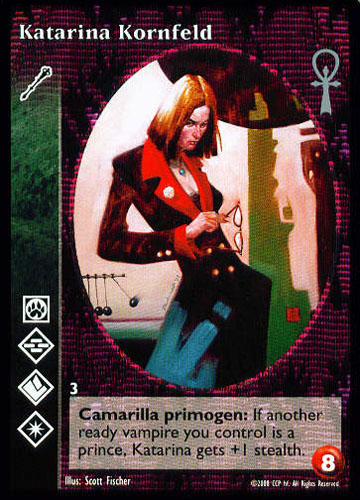 Katarina Kornfeld
3
Camarilla primogen: If another
ready vampire you control is a
prince, Katarina gets +1 stealth.
8
Illus: Scott Fischer
©2008 CCP hf. All Rights Reserved